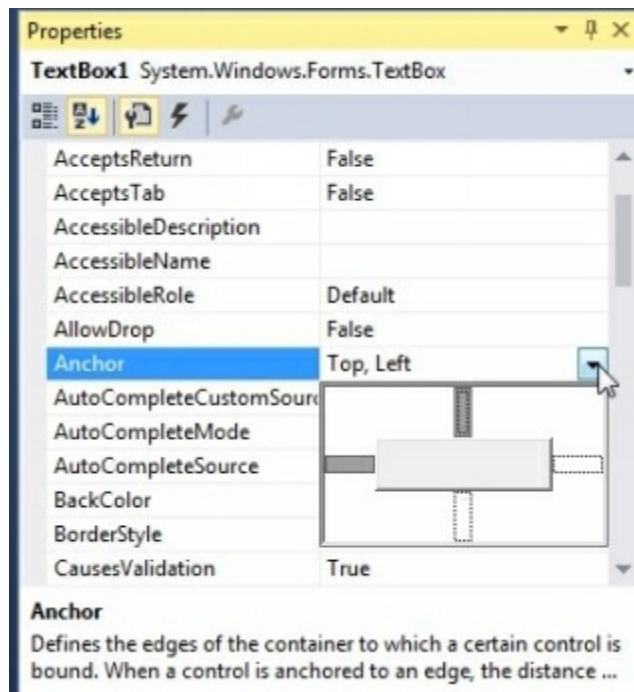 Properties
TextBox1 System.Windows.Forms.TextBox
AcceptsReturn False
AcceptsTab False
AccessibleDescription
AccessibleName
AccessibleRole Default
AllowDrop False
Anchor Top, Left
AutoCompleteCustomSour
AutoCompleteMode
AutoCompleteSource
BackColor
BorderStyle
CausesValidation True
Anchor
Defines the edges of the container to which a certain control is
bound. When a control is anchored to an edge, the distance ...